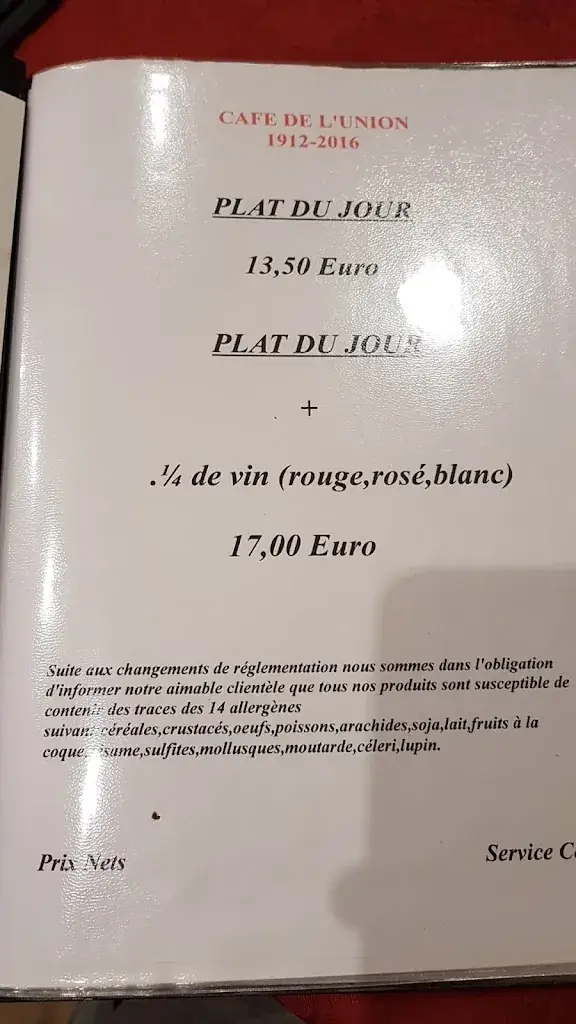 CAFE DE L'UNION
1912-2016
PLAT DU JOUR
13,50 Euro
PLAT DU JOUR
+
.¼ de vin (rouge,rosé,blanc)
17,00 Euro
Suite aux changements de réglementation nous sommes dans l'obligation
d'informer notre aimable clientèle que tous nos produits sont susceptible de
contenir des traces des 14 allergènes
céréales,crustacés,oeufs,poissons,arachides,soja,lait,fruits à la
coque,sésame,sulfites,mollusques,moutarde,céleri,lupin.
Prix Nets
Service